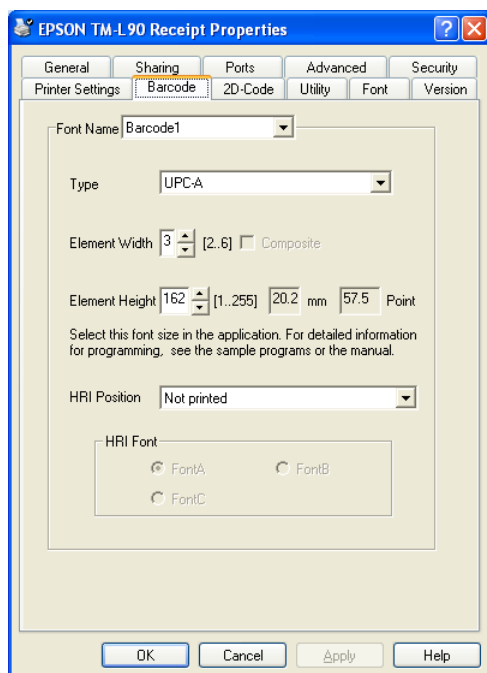 EPSON TM-L90 Receipt Properties
General Sharing Ports Advanced Security
Printer Settings Barcode 2D-Code Utility Font Version
Font Name Barcode1
Type UPC-A
Element Width 3 [2..6] Composite
Element Height 162 [1..255] 20.2 mm 57.5 Point
Select this font size in the application. For detailed information
for programming, see the sample programs or the manual.
HRI Position Not printed
HRI Font
FontA FontB
FontC
OK Cancel Apply Help